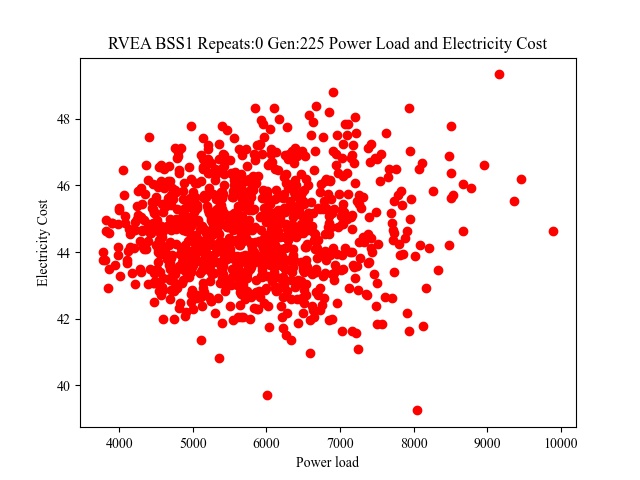 RVEA BSS1 Repeats:0 Gen:225 Power Load and Electricity Cost
Electricity Cost
48
46
44
42
40
4000 5000 6000 7000 8000 9000 10000
Power load